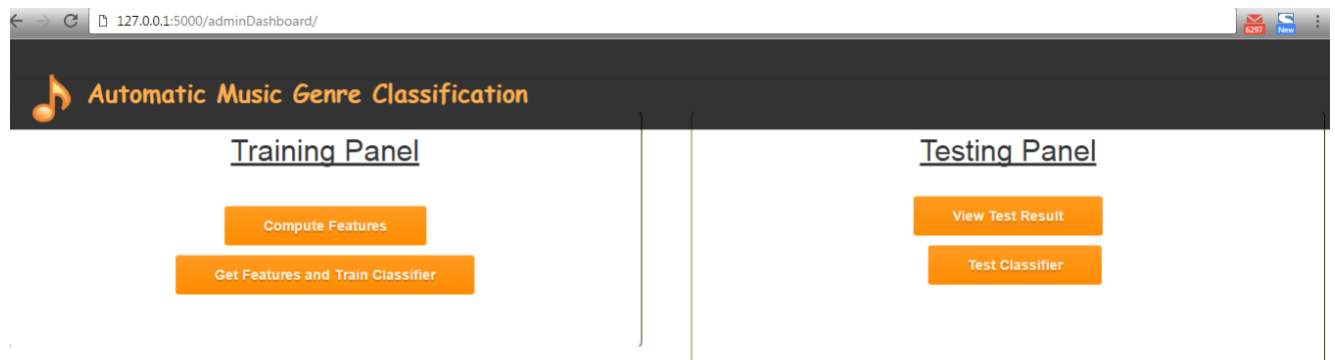 127.0.0.1:5000/adminDashboard/
6297
New
Automatic Music Genre Classification
Training Panel
Compute Features
Get Features and Train Classifier
Testing Panel
View Test Result
Test Classifier